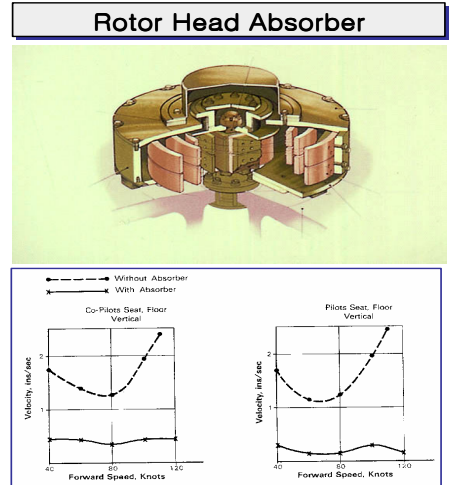 Rotor Head Absorber
Without Absorber
With Absorber
Co-Pilots Seat, Floor
Vertical
Velocity, ins/sec
2
1
40
80
120
Forward Speed, Knots
Pilots Seat, Floor
Vertical
Velocity, ins/sec
2
1
40
80
120
Forward Speed, Knots